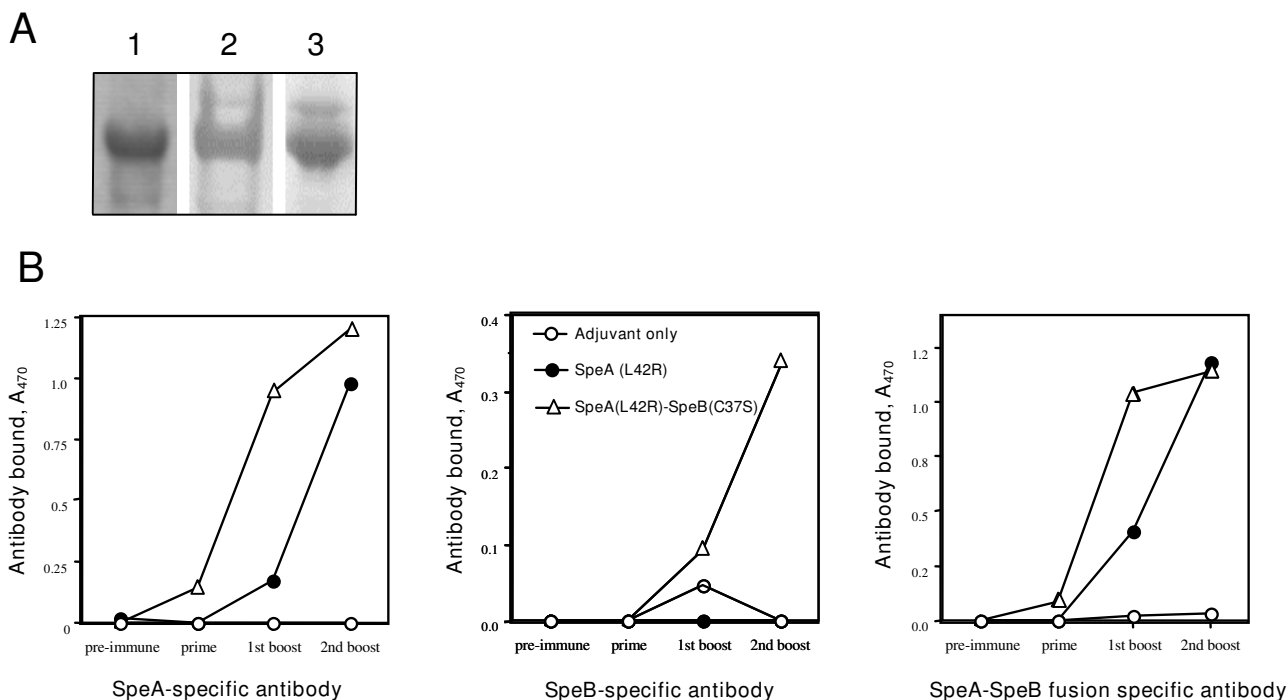 A
1 2 3
B
Antibody bound, A470
1.25
1.0
0.75
0.5
0.25
0
pre-immune prime 1st boost 2nd boost
SpeA-specific antibody
Antibody bound, A470
0.4
0.3
0.2
0.1
0.0
Adjuvant only
SpeA (L42R)
SpeA(L42R)-SpeB(C37S)
pre-immune prime 1st boost 2nd boost
SpeB-specific antibody
Antibody bound, A470
1.2
1.0
0.8
0.5
0.2
0.0
pre-immune prime 1st boost 2nd boost
SpeA-SpeB fusion specific antibody